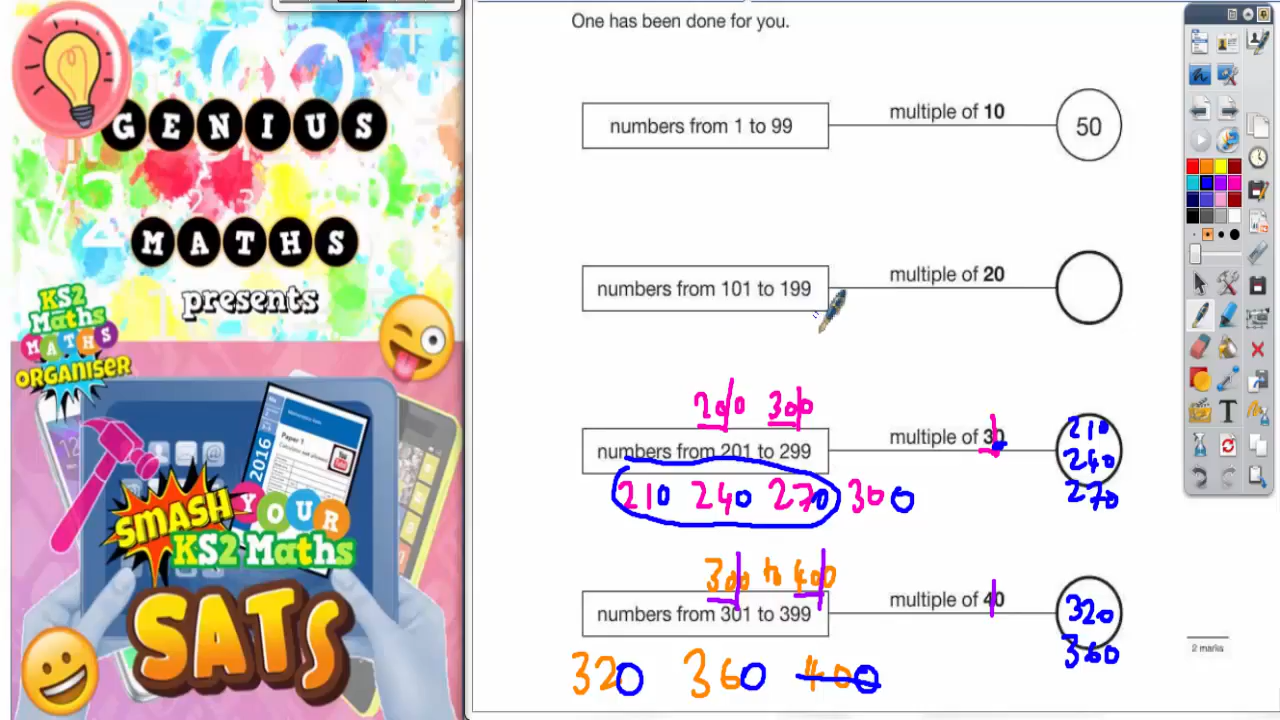 GENIUS
MATHS
presents
KS2
Maths
MATHS
ORGANISER
2016
Paper 1
You
Tube
SMASH
YOUR
KS2 Maths
SATS
One has been done for you.
numbers from 1 to 99 multiple of 10 50
numbers from 101 to 199 multiple of 20
200 300
numbers from 201 to 299 multiple of 30 210
240
270
210 240 270 300
300 to 400
numbers from 301 to 399 multiple of 40 320
360
320 360 400
2 marks